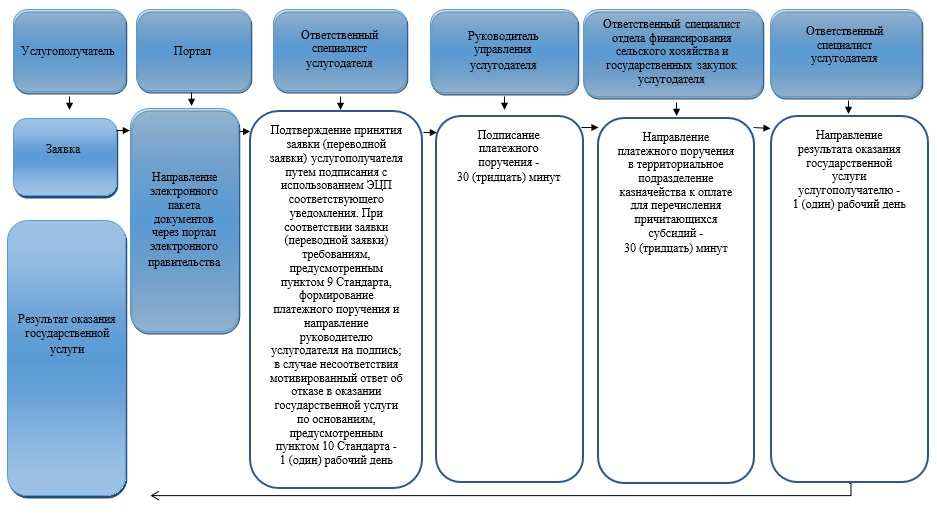 Услугополучатель
Портал
Ответственный
специалист
услугодателя
Руководитель
управления
услугодателя
Ответственный специалист
отдела финансирования
сельского хозяйства и
государственных закупок
услугодателя
Ответственный
специалист
услугодателя
Заявка
Направление
электронного
пакета
документов
через портал
электронного
правительства
Подтверждение принятия
заявки (переводной
заявки) услугополучателя
путем подписания с
использованием ЭЦП
соответствующего
уведомления. При
соответствии заявки
(переводной заявки)
требованиям,
предусмотренным
пунктом 9 Стандарта,
формирование
платежного поручения и
направление
руководителю
услугодателя на подпись;
в случае несоответствия
мотивированный ответ об
отказе в оказании
государственной услуги
по основаниям,
предусмотренным
пунктом 10 Стандарта -
1 (один) рабочий день
Подписание
платежного
поручения -
30 (тридцать) минут
Направление
платежного поручения
в территориальное
подразделение
казначейства к оплате
для перечисления
причитающихся
субсидий -
30 (тридцать) минут
Направление
результата оказания
государственной
услуги
услугополучателю -
1 (один) рабочий день
Результат оказания
государственной
услуги